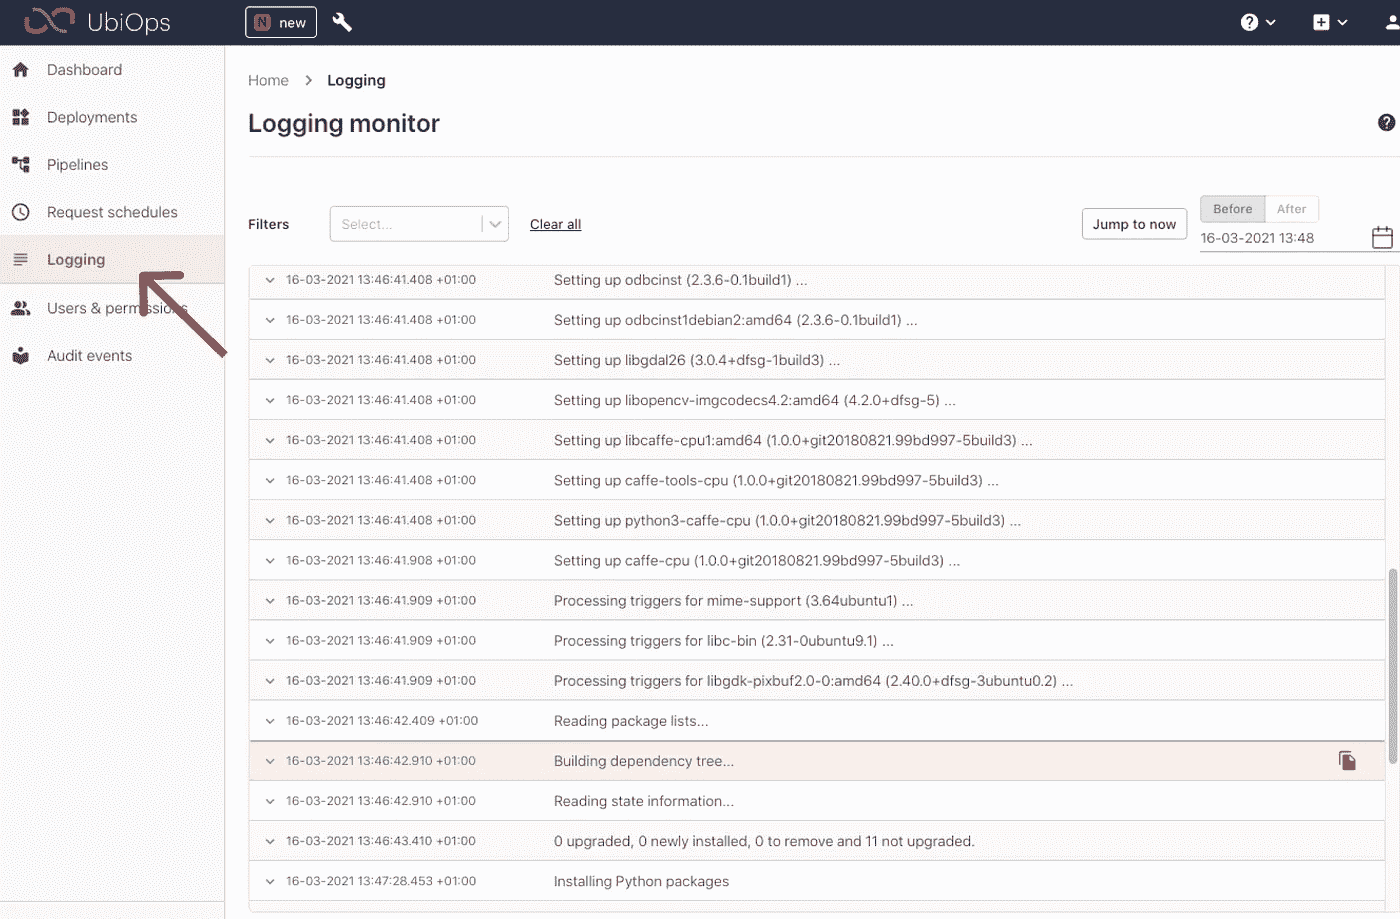 UbiOps
N new
Dashboard
Deployments
Pipelines
Request schedules
Logging
Users & permissions
Audit events
Home > Logging
Logging monitor
Filters Select... Clear all Jump to now
Before After
16-03-2021 13:48
16-03-2021 13:46:41.408 +01:00 Setting up odbcinst (2.3.6-0.1build1) ...
16-03-2021 13:46:41.408 +01:00 Setting up odbcinst1debian2:amd64 (2.3.6-0.1build1) ...
16-03-2021 13:46:41.408 +01:00 Setting up libgdal26 (3.0.4+dfsg-1build3) ...
16-03-2021 13:46:41.408 +01:00 Setting up libopencv-imgcodecs4.2:amd64 (4.2.0+dfsg-5) ...
16-03-2021 13:46:41.408 +01:00 Setting up libcaffe-cpu1:amd64 (1.0.0+git20180821.99bd997-5build3) ...
16-03-2021 13:46:41.408 +01:00 Setting up caffe-tools-cpu (1.0.0+git20180821.99bd997-5build3) ...
16-03-2021 13:46:41.408 +01:00 Setting up python3-caffe-cpu (1.0.0+git20180821.99bd997-5build3) ...
16-03-2021 13:46:41.908 +01:00 Setting up caffe-cpu (1.0.0+git20180821.99bd997-5build3) ...
16-03-2021 13:46:41.909 +01:00 Processing triggers for mime-support (3.64ubuntu1) ...
16-03-2021 13:46:41.909 +01:00 Processing triggers for libc-bin (2.31-0ubuntu9.1) ...
16-03-2021 13:46:41.909 +01:00 Processing triggers for libgdk-pixbuf2.0-0:amd64 (2.40.0+dfsg-3ubuntu0.2) ...
16-03-2021 13:46:42.409 +01:00 Reading package lists...
16-03-2021 13:46:42.910 +01:00 Building dependency tree...
16-03-2021 13:46:42.910 +01:00 Reading state information...
16-03-2021 13:46:43.410 +01:00 0 upgraded, 0 newly installed, 0 to remove and 11 not upgraded.
16-03-2021 13:47:28.453 +01:00 Installing Python packages